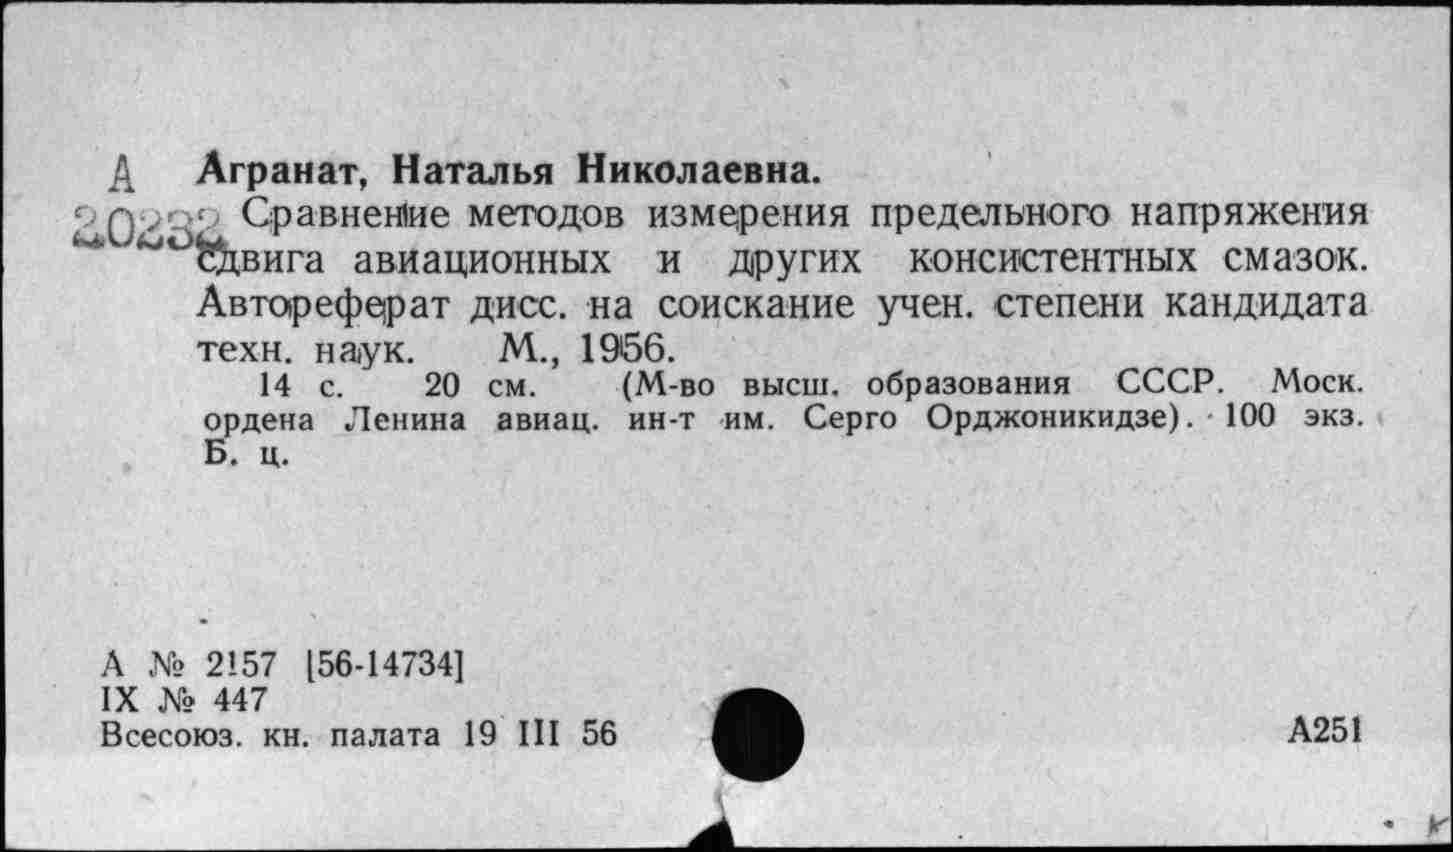 А Агранат, Наталья Николаевна.
20232 Сравнение методов измерения предельного напряжения
сдвига авиационных и других консистентных смазок.
Автореферат дисс. на соискание учен. степени кандидата
техн. наук. М., 1956.
14 с. 20 см. (М-во высш. образования СССР. Моск.
ордена Ленина авиац. ин-т им. Серго Орджоникидзе). 100 экз.
Б. ц.
А № 2157 [56-14734]
IX № 447
Всесоюз. кн. палата 19 III 56
А251